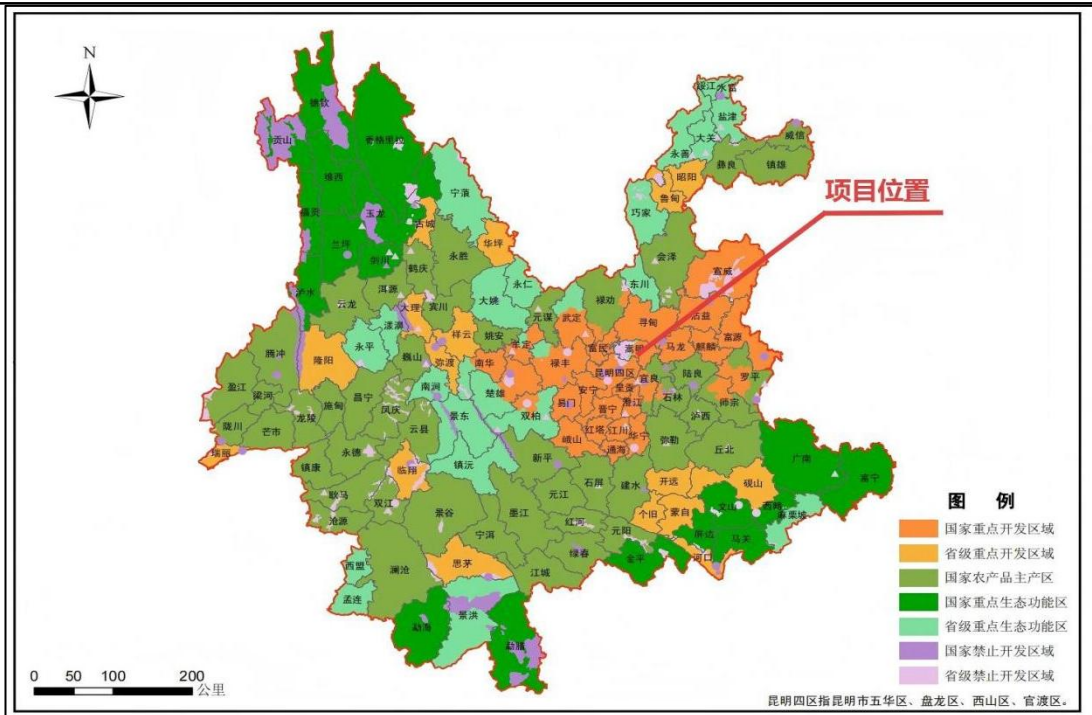 N
德钦
贡山
香格里拉
维西
福贡
玉龙
兰坪
剑川
古城
宁蒗
华坪
永胜
鹤庆
泸水
云龙
洱源
大理
宾川
漾濞
永平
祥云
弥渡
巍山
南涧
大姚
永仁
姚安
南华
牟定
元谋
武定
禄劝
禄丰
楚雄
双柏
易门
富民
安宁
昆明四区
晋宁
呈贡
澄江
嵩明
寻甸
东川
会泽
巧家
鲁甸
昭阳
永善
大关
盐津
绥江
水富
彝良
镇雄
威信
项目位置
宣威
沾益
富源
马龙
麒麟
陆良
罗平
师宗
宜良
石林
泸西
弥勒
丘北
红塔
江川
华宁
通海
峨山
新平
腾冲
隆阳
盈江
梁河
陇川
芒市
龙陵
瑞丽
施甸
昌宁
凤庆
云县
永德
镇康
临翔
耿马
双江
沧源
景东
镇沅
景谷
宁洱
墨江
元江
石屏
建水
红河
元阳
绿春
江城
思茅
澜沧
西盟
孟连
勐海
景洪
勐腊
开远
个旧
蒙自
金平
屏边
河口
马关
文山
砚山
西畴
麻栗坡
广南
富宁
图 例
国家重点开发区域
省级重点开发区域
国家农产品主产区
国家重点生态功能区
省级重点生态功能区
国家禁止开发区域
省级禁止开发区域
0 50 100 200
公里
昆明四区指昆明市五华区、盘龙区、西山区、官渡区。